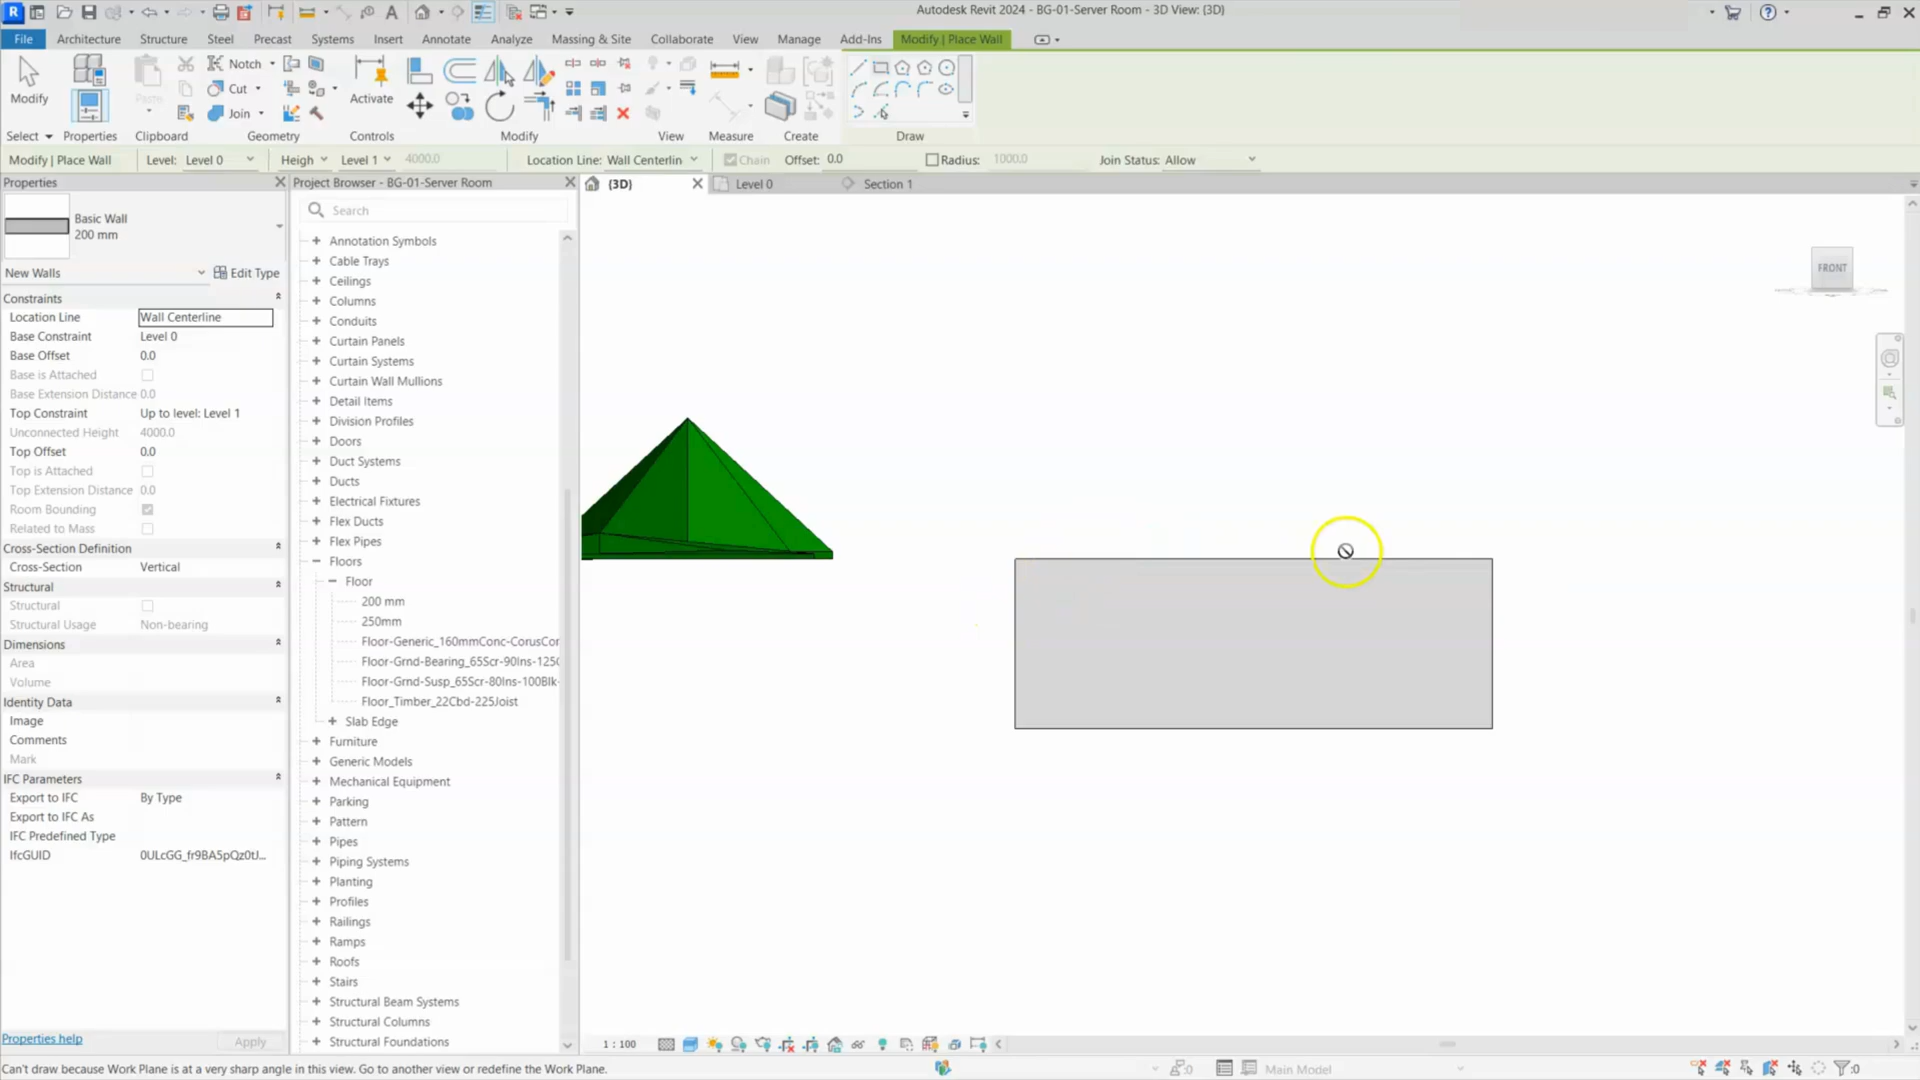 Autodesk Revit 2024 - BG-01-Server Room - 3D View: {3D}
File Architecture Structure Steel Precast Systems Insert Annotate Analyze Massing & Site Collaborate View Manage Add-Ins Modify | Place Wall
Modify Paste Notch Cut Join Activate
Select Properties Clipboard Geometry Controls Modify View Measure Create Draw
Modify | Place Wall Level: Level 0 Heigh Level 1 4000.0 Location Line: Wall Centerlin Chain Offset: 0.0 Radius: 1000.0 Join Status: Allow
Properties
Basic Wall
200 mm
New Walls Edit Type
Constraints
Location Line Wall Centerline
Base Constraint Level 0
Base Offset 0.0
Base is Attached
Base Extension Distance 0.0
Top Constraint Up to level: Level 1
Unconnected Height 4000.0
Top Offset 0.0
Top is Attached
Top Extension Distance 0.0
Room Bounding
Related to Mass
Cross-Section Definition
Cross-Section Vertical
Structural
Structural
Structural Usage Non-bearing
Dimensions
Area
Volume
Identity Data
Image
Comments
Mark
IFC Parameters
Export to IFC By Type
Export to IFC As
IFC Predefined Type
IfcGUID 0ULcGG_fr9BA5pQz0tJ...
Properties help Apply
Project Browser - BG-01-Server Room
Search
Annotation Symbols
Cable Trays
Ceilings
Columns
Conduits
Curtain Panels
Curtain Systems
Curtain Wall Mullions
Detail Items
Division Profiles
Doors
Duct Systems
Ducts
Electrical Fixtures
Flex Ducts
Flex Pipes
Floors
Floor
200 mm
250mm
Floor-Generic_160mmConc-CorusCor
Floor-Grnd-Bearing_65Scr-90Ins-125C
Floor-Grnd-Susp_65Scr-80Ins-100Blk-
Floor_Timber_22Cbd-225Joist
Slab Edge
Furniture
Generic Models
Mechanical Equipment
Parking
Pattern
Pipes
Piping Systems
Planting
Profiles
Railings
Ramps
Roofs
Stairs
Structural Beam Systems
Structural Columns
Structural Foundations
{3D} Level 0 Section 1
FRONT
1 : 100
Can't draw because Work Plane is at a very sharp angle in this view. Go to another view or redefine the Work Plane.
:0 Main Model :0